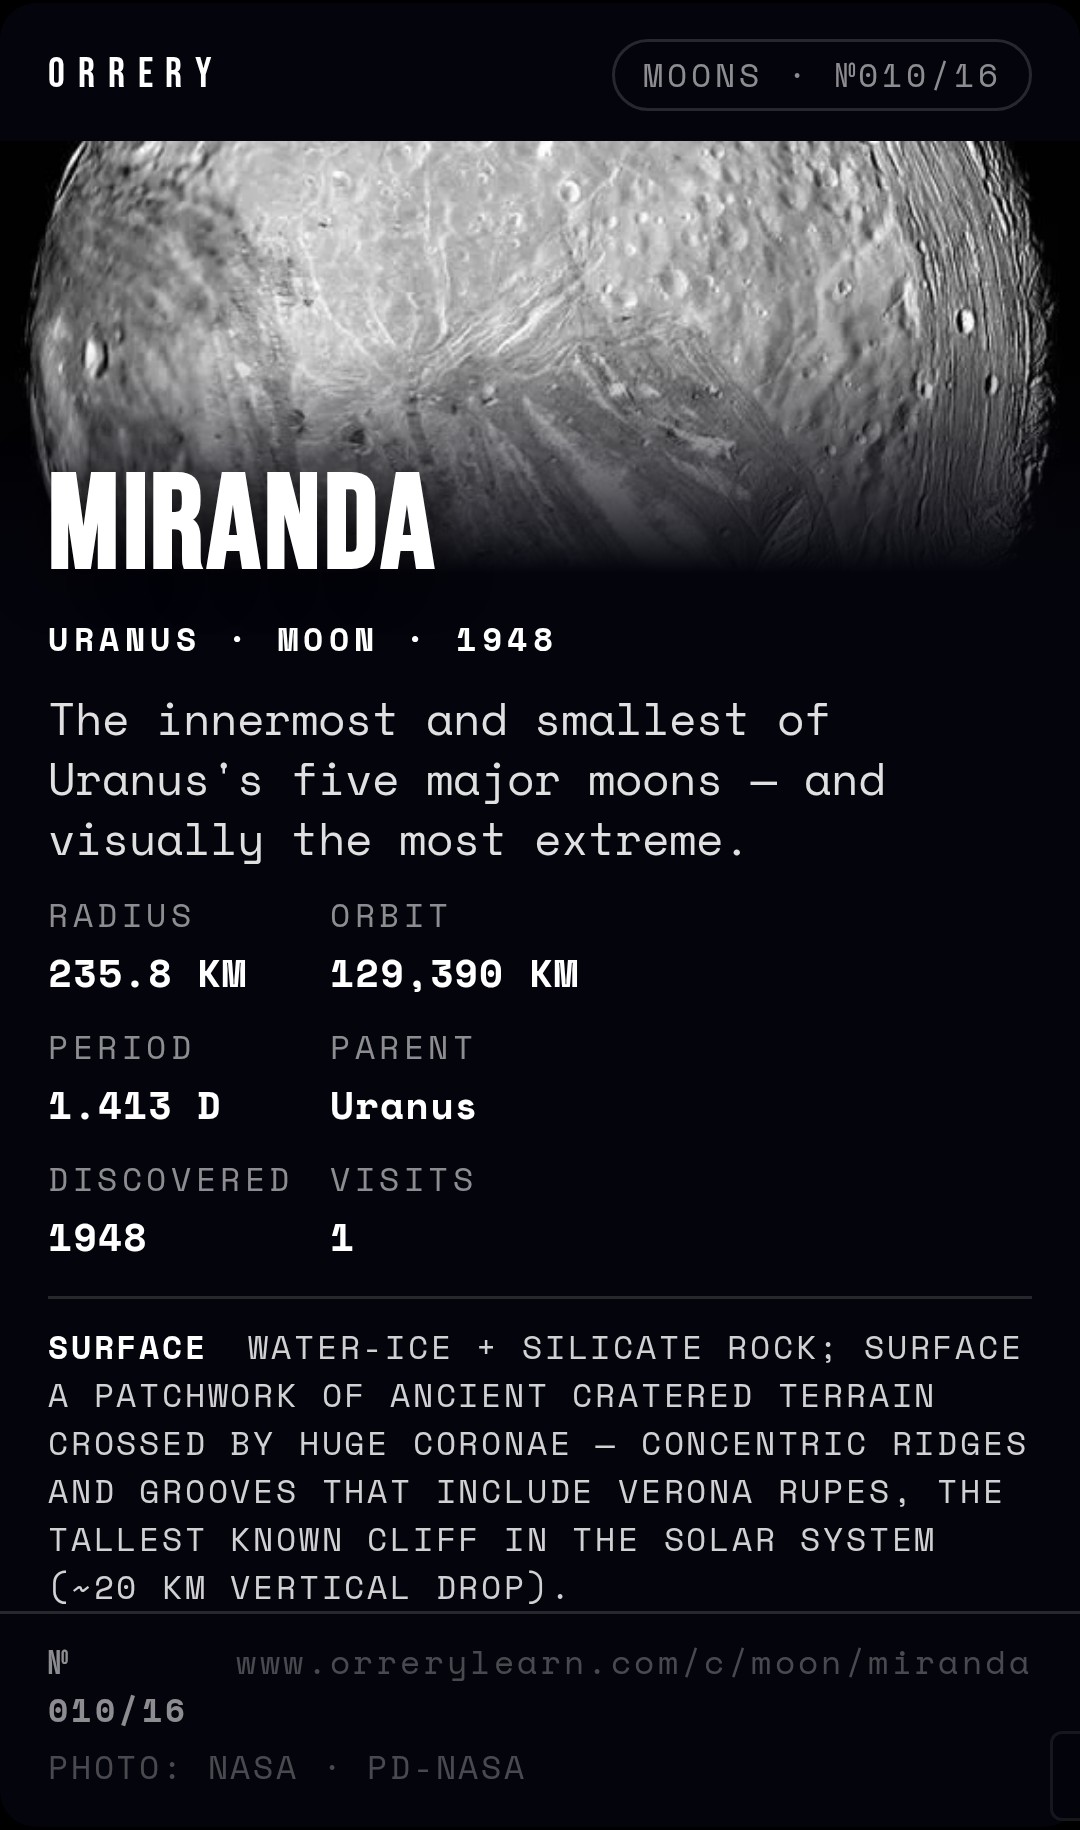 ORRERY
MOONS · №010/16
MIRANDA
URANUS · MOON · 1948
The innermost and smallest of
Uranus's five major moons — and
visually the most extreme.
RADIUS ORBIT
235.8 KM 129,390 KM
PERIOD PARENT
1.413 D Uranus
DISCOVERED VISITS
1948 1
SURFACE WATER-ICE + SILICATE ROCK; SURFACE
A PATCHWORK OF ANCIENT CRATERED TERRAIN
CROSSED BY HUGE CORONAE — CONCENTRIC RIDGES
AND GROOVES THAT INCLUDE VERONA RUPES, THE
TALLEST KNOWN CLIFF IN THE SOLAR SYSTEM
(~20 KM VERTICAL DROP).
№ www.orrerylearn.com/c/moon/miranda
010/16
PHOTO: NASA · PD-NASA